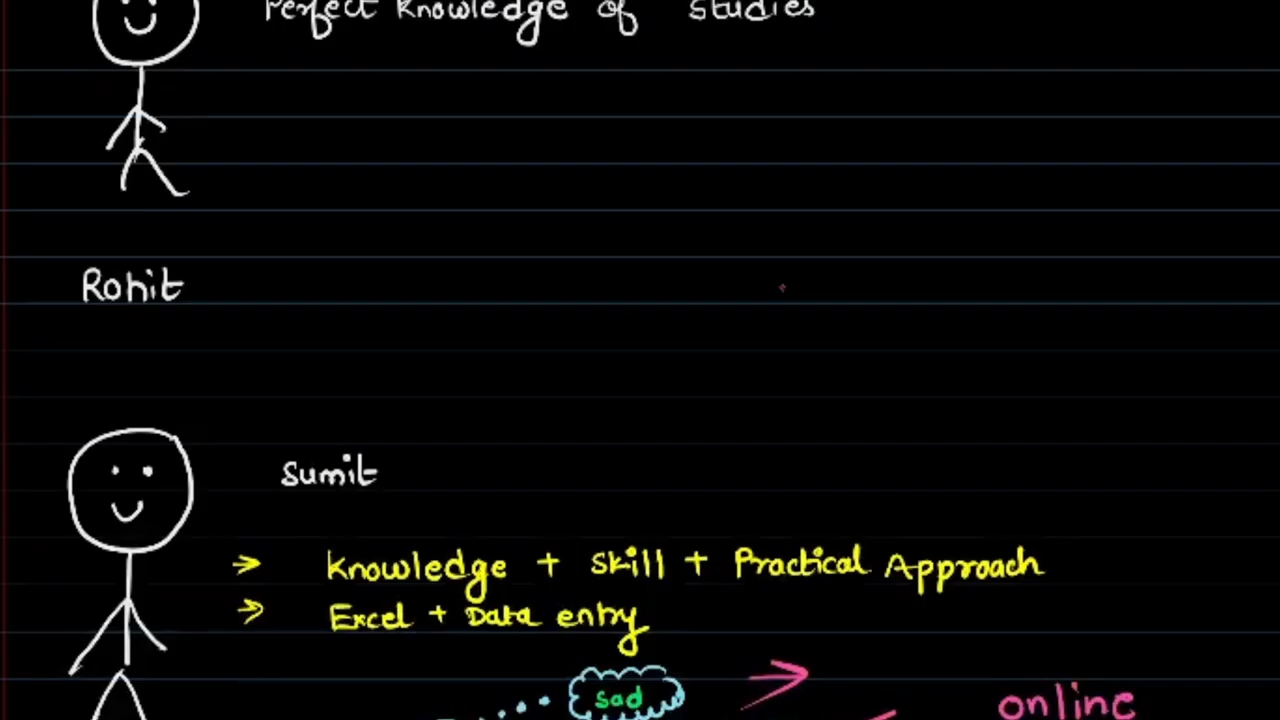 Perfect Knowledge of studies
Rohit
Sumit
→ Knowledge + Skill + Practical Approach
→ Excel + Data entry
sad
online